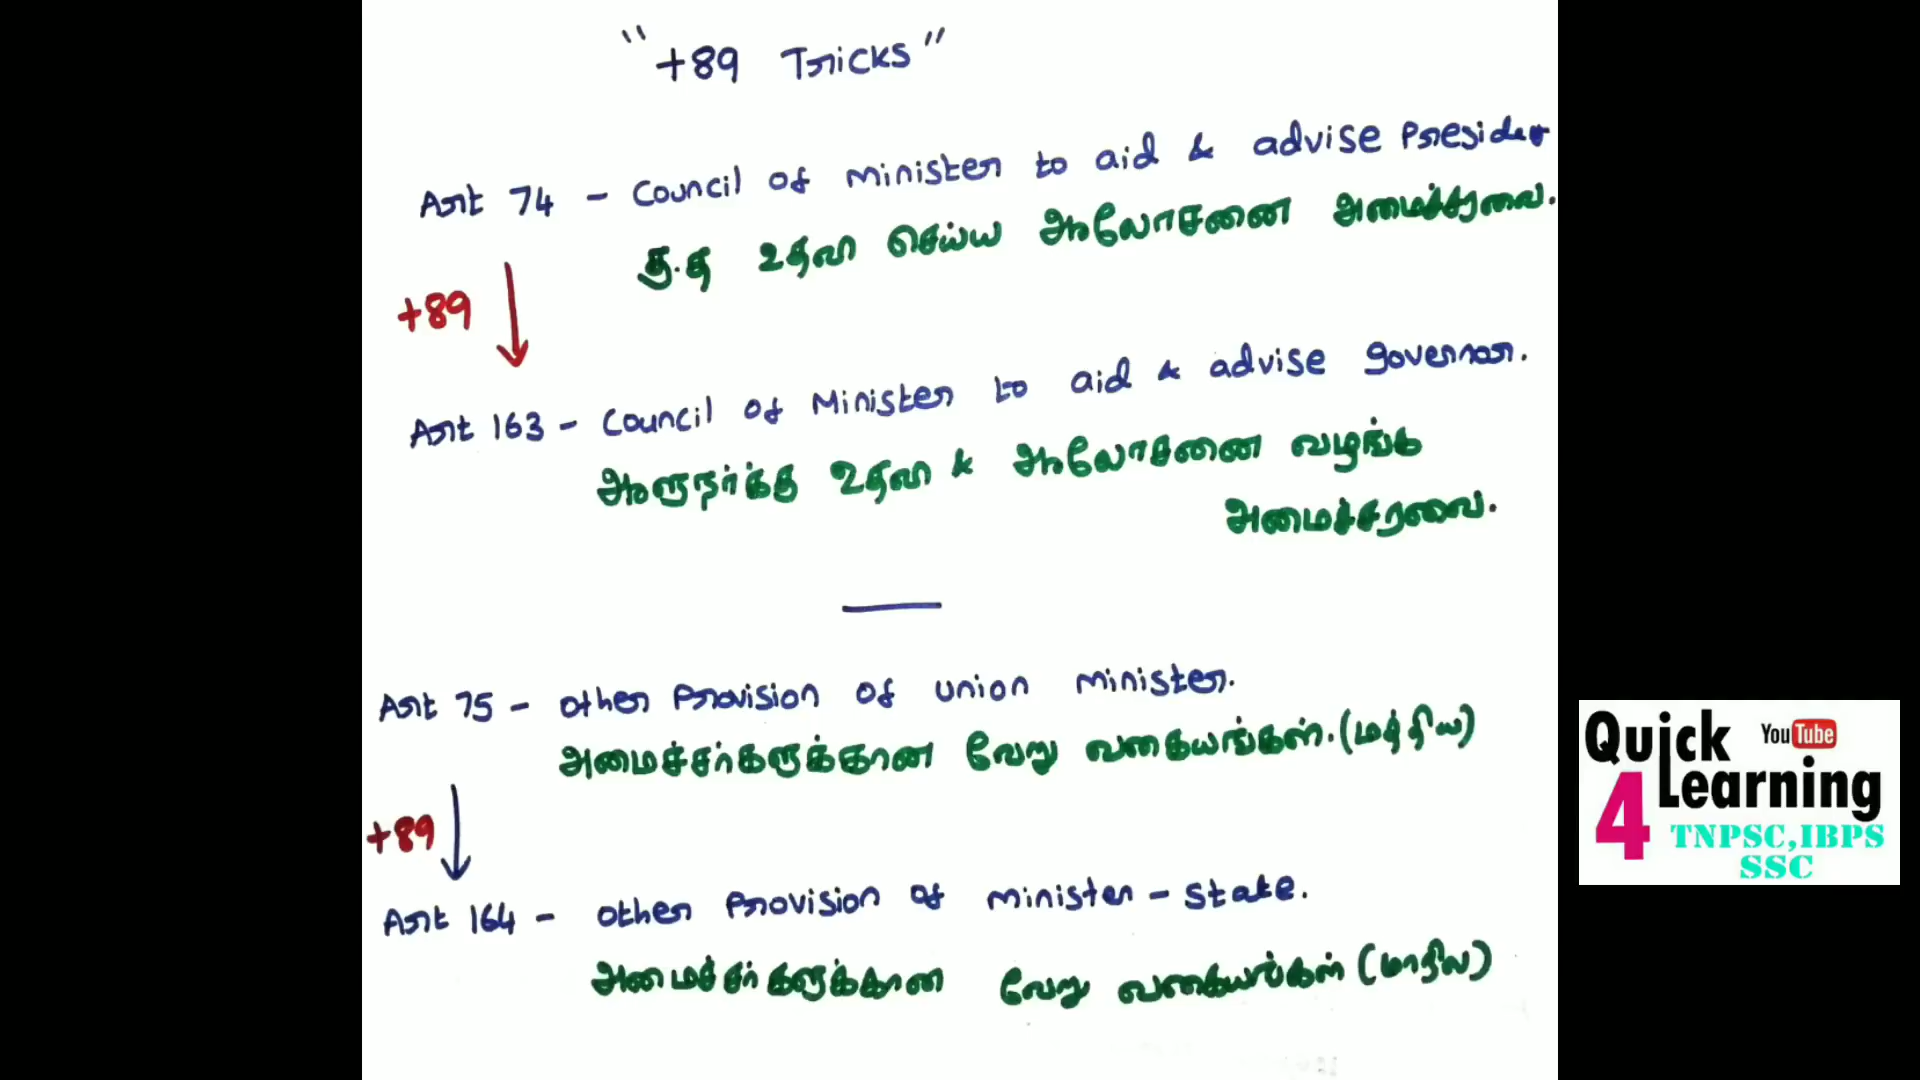 "+89 Tricks"
Art 74 - Council of Minister to aid & advise President
கு.த உதவி செய்ய ஆலோசனை அமைச்சரவை.
+89
Art 163 - Council of Minister to aid & advise governor.
ஆளுநர்க்கு உதவி & ஆலோசனை வழங்க
அமைச்சரவை.
Art 75 - Other Provision of Union Minister.
அமைச்சர்களுக்கான வேறு வகையங்கள்.(மத்திய)
+89
Art 164 - Other Provision of Minister - State.
அமைச்சர்களுக்கான வேறு வகையங்கள் (மாநில)
Quick YouTube
4 Learning
TNPSC,IBPS
SSC